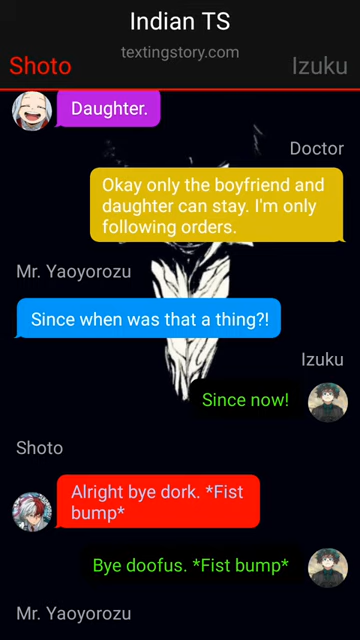 Indian TS
textingstory.com
Shoto
Izuku
Daughter.
Doctor
Okay only the boyfriend and
daughter can stay. I'm only
following orders.
Mr. Yaoyorozu
Since when was that a thing?!
Izuku
Since now!
Shoto
Alright bye dork. *Fist
bump*
Bye doofus. *Fist bump*
Mr. Yaoyorozu